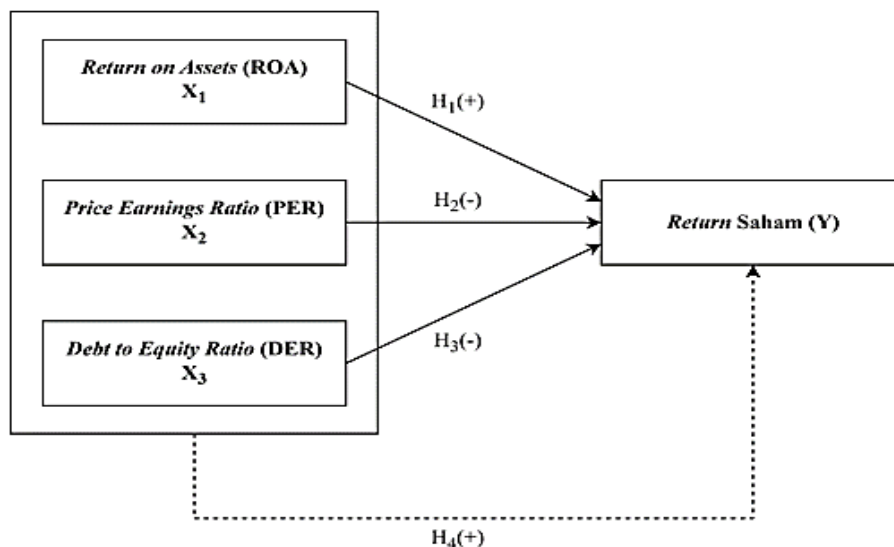 Return on Assets (ROA)
X₁
H₁(+)
Price Earnings Ratio (PER)
X₂
H₂(-)
Return Saham (Y)
Debt to Equity Ratio (DER)
X₃
H₃(-)
H₄(+)